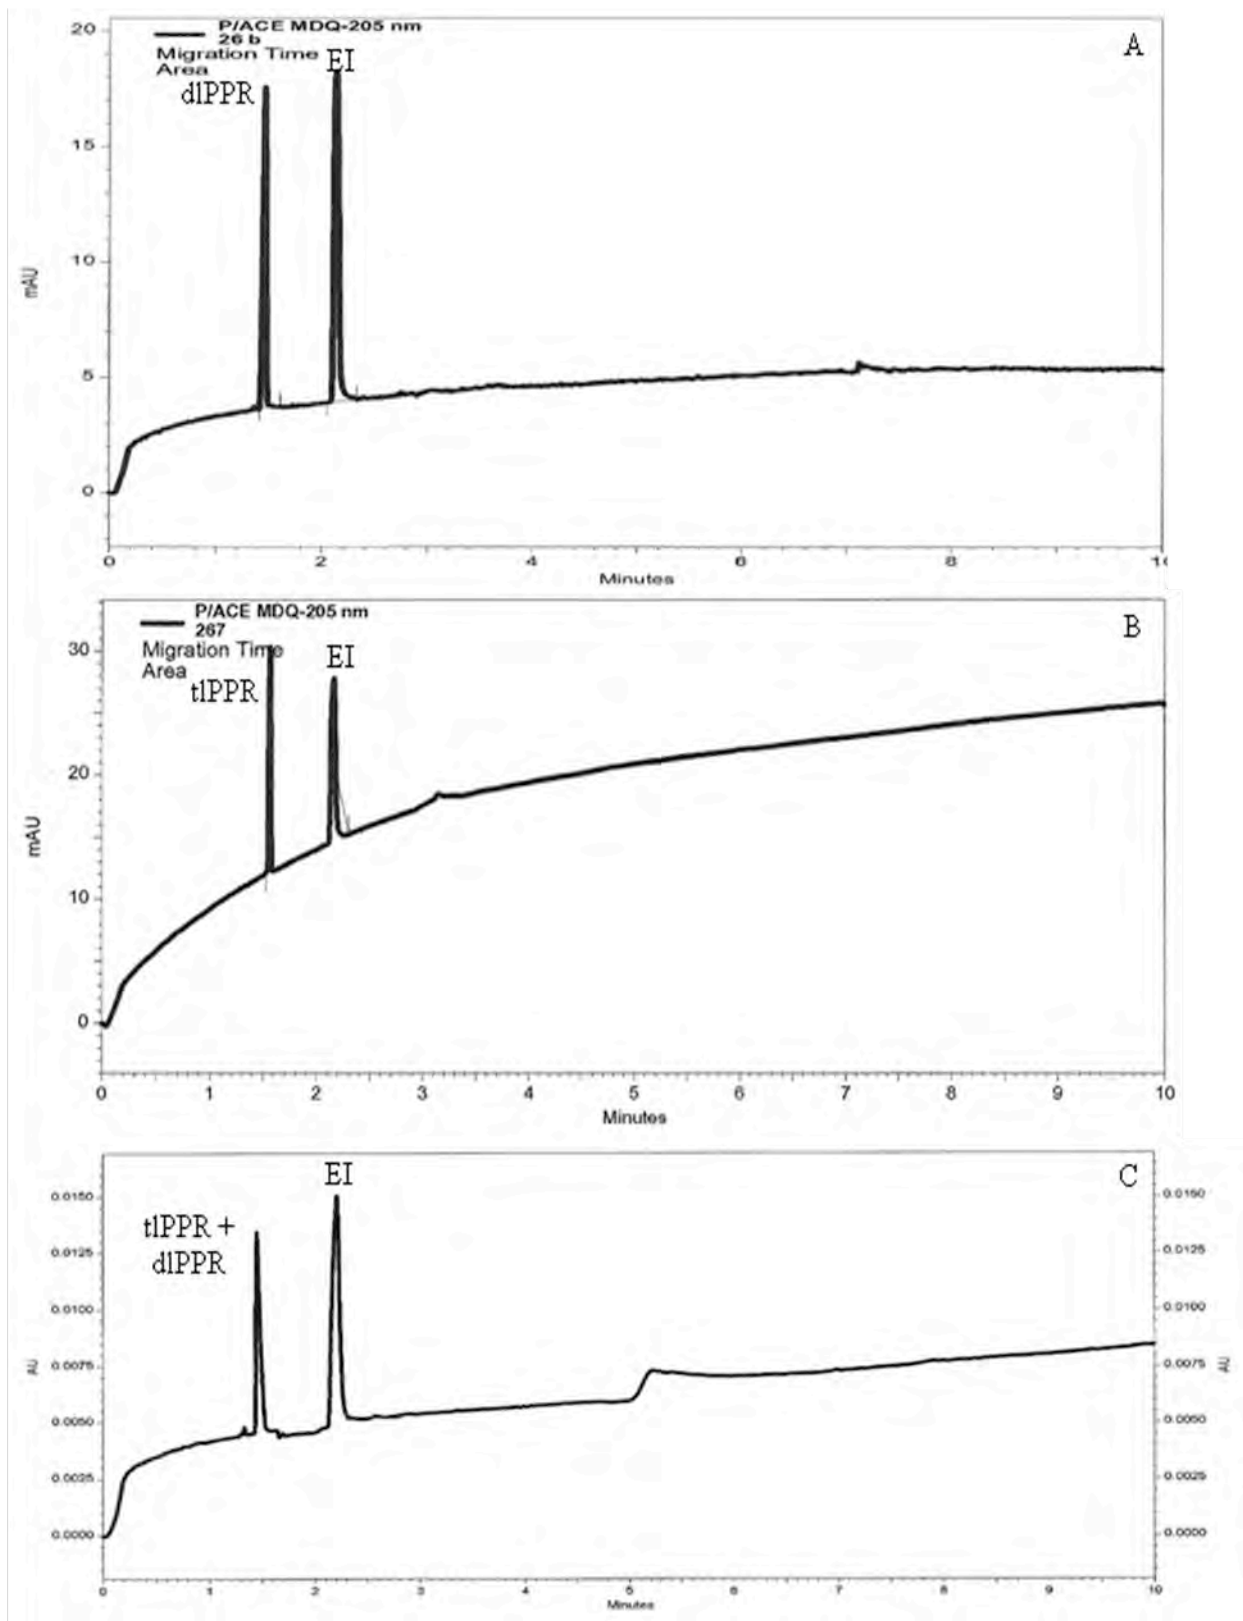 20
P/ACE MDQ-205 nm
26 b
Migration Time
Area
EI
A
dlPPR
15
10
mAU
5
0
0 2 4 6 8
Minutes
P/ACE MDQ-205 nm
267
Migration Time
Area
EI
B
tlPPR
30
20
mAU
10
0
0 1 2 3 4 5 6 7 8 9 10
Minutes
EI
C
0.0150 0.0150
tlPPR +
dlPPR
0.0125 0.0125
0.0100 0.0100
AU 0.0075 0.0075 AU
0.0050 0.0050
0.0025 0.0025
0.0000 0.0000
0 1 2 3 4 5 6 7 8 9 10
Minutes